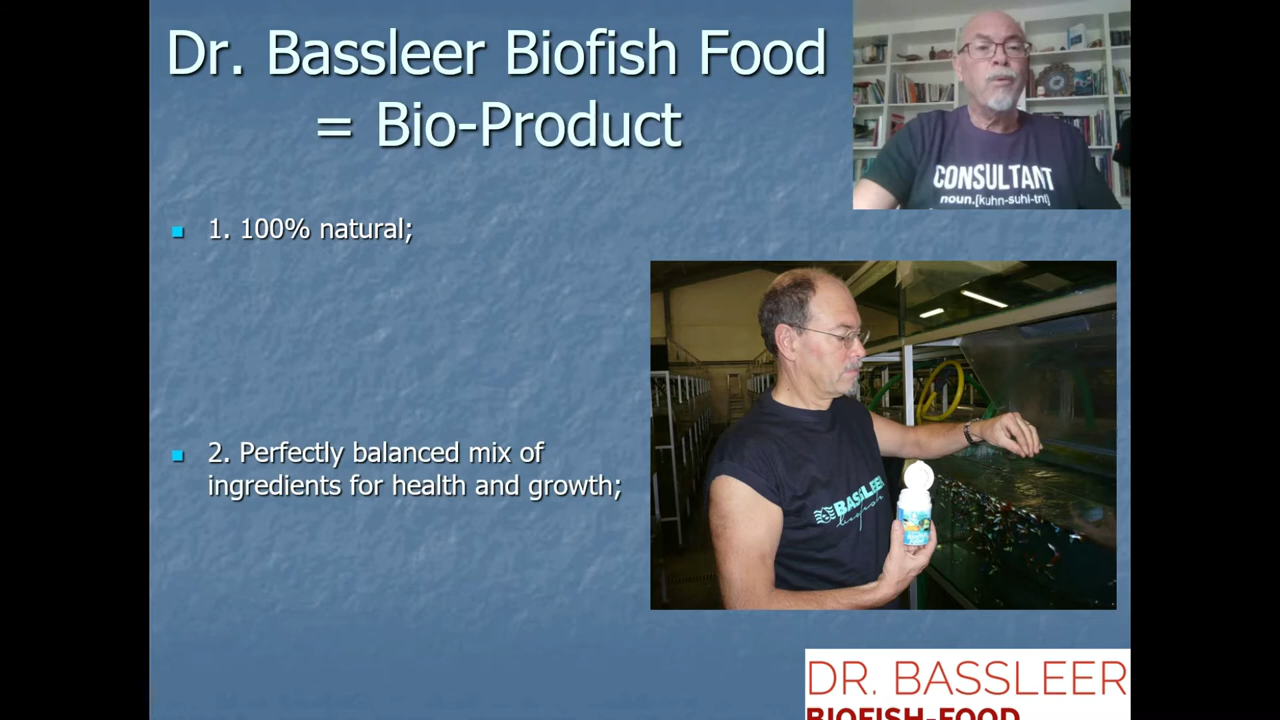 Dr. Bassleer Biofish Food
= Bio-Product
CONSULTANT
noun.[kuhn-suhl-tnt]
1. 100% natural;
2. Perfectly balanced mix of
ingredients for health and growth;
BASSLEER
biofish
DR. BASSLEER
BIOFISH-FOOD